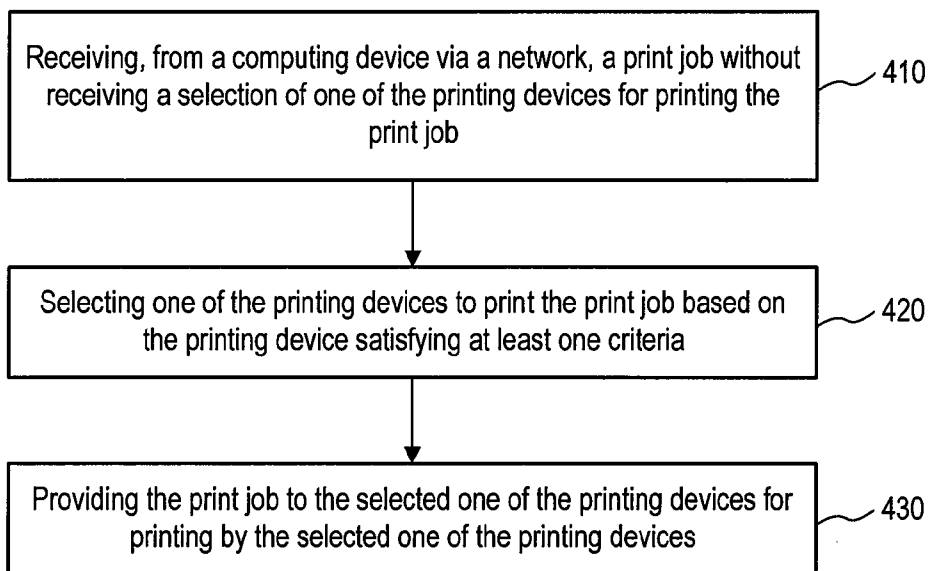 Receiving, from a computing device via a network, a print job without
receiving a selection of one of the printing devices for printing the
print job
410
Selecting one of the printing devices to print the print job based on
the printing device satisfying at least one criteria
420
Providing the print job to the selected one of the printing devices for
printing by the selected one of the printing devices
430